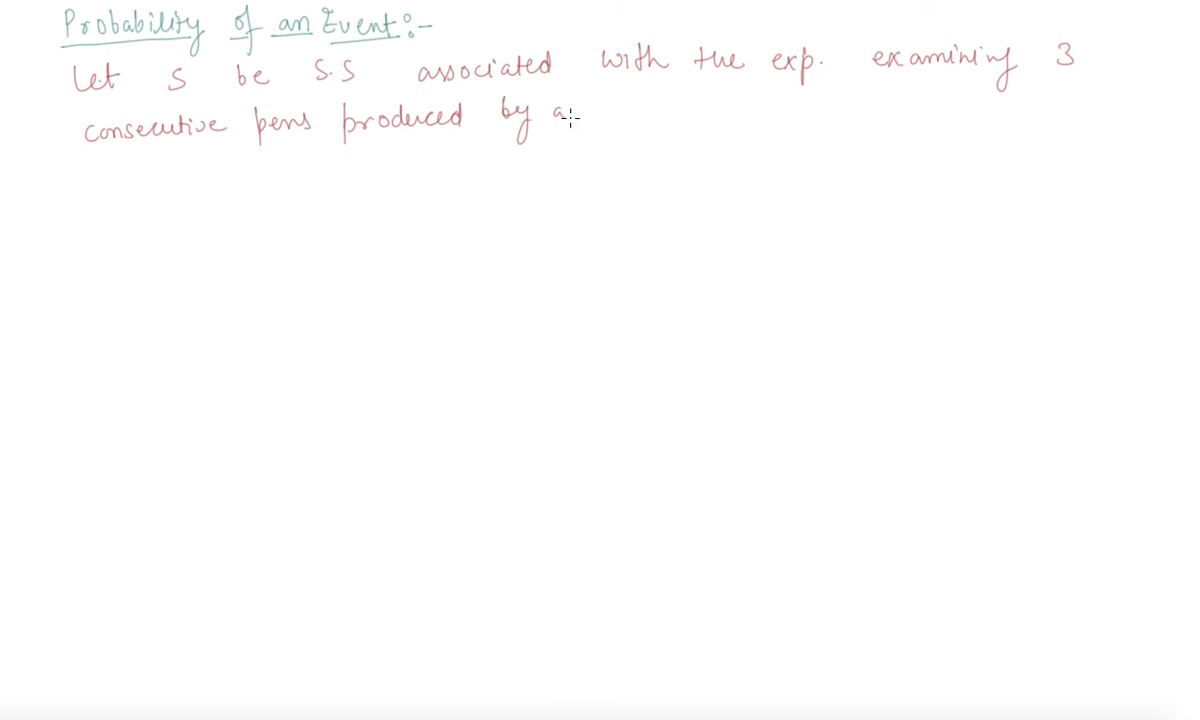 Probability of an Event:-
Let S be S.S associated with the exp. examining 3
consecutive pens produced by a